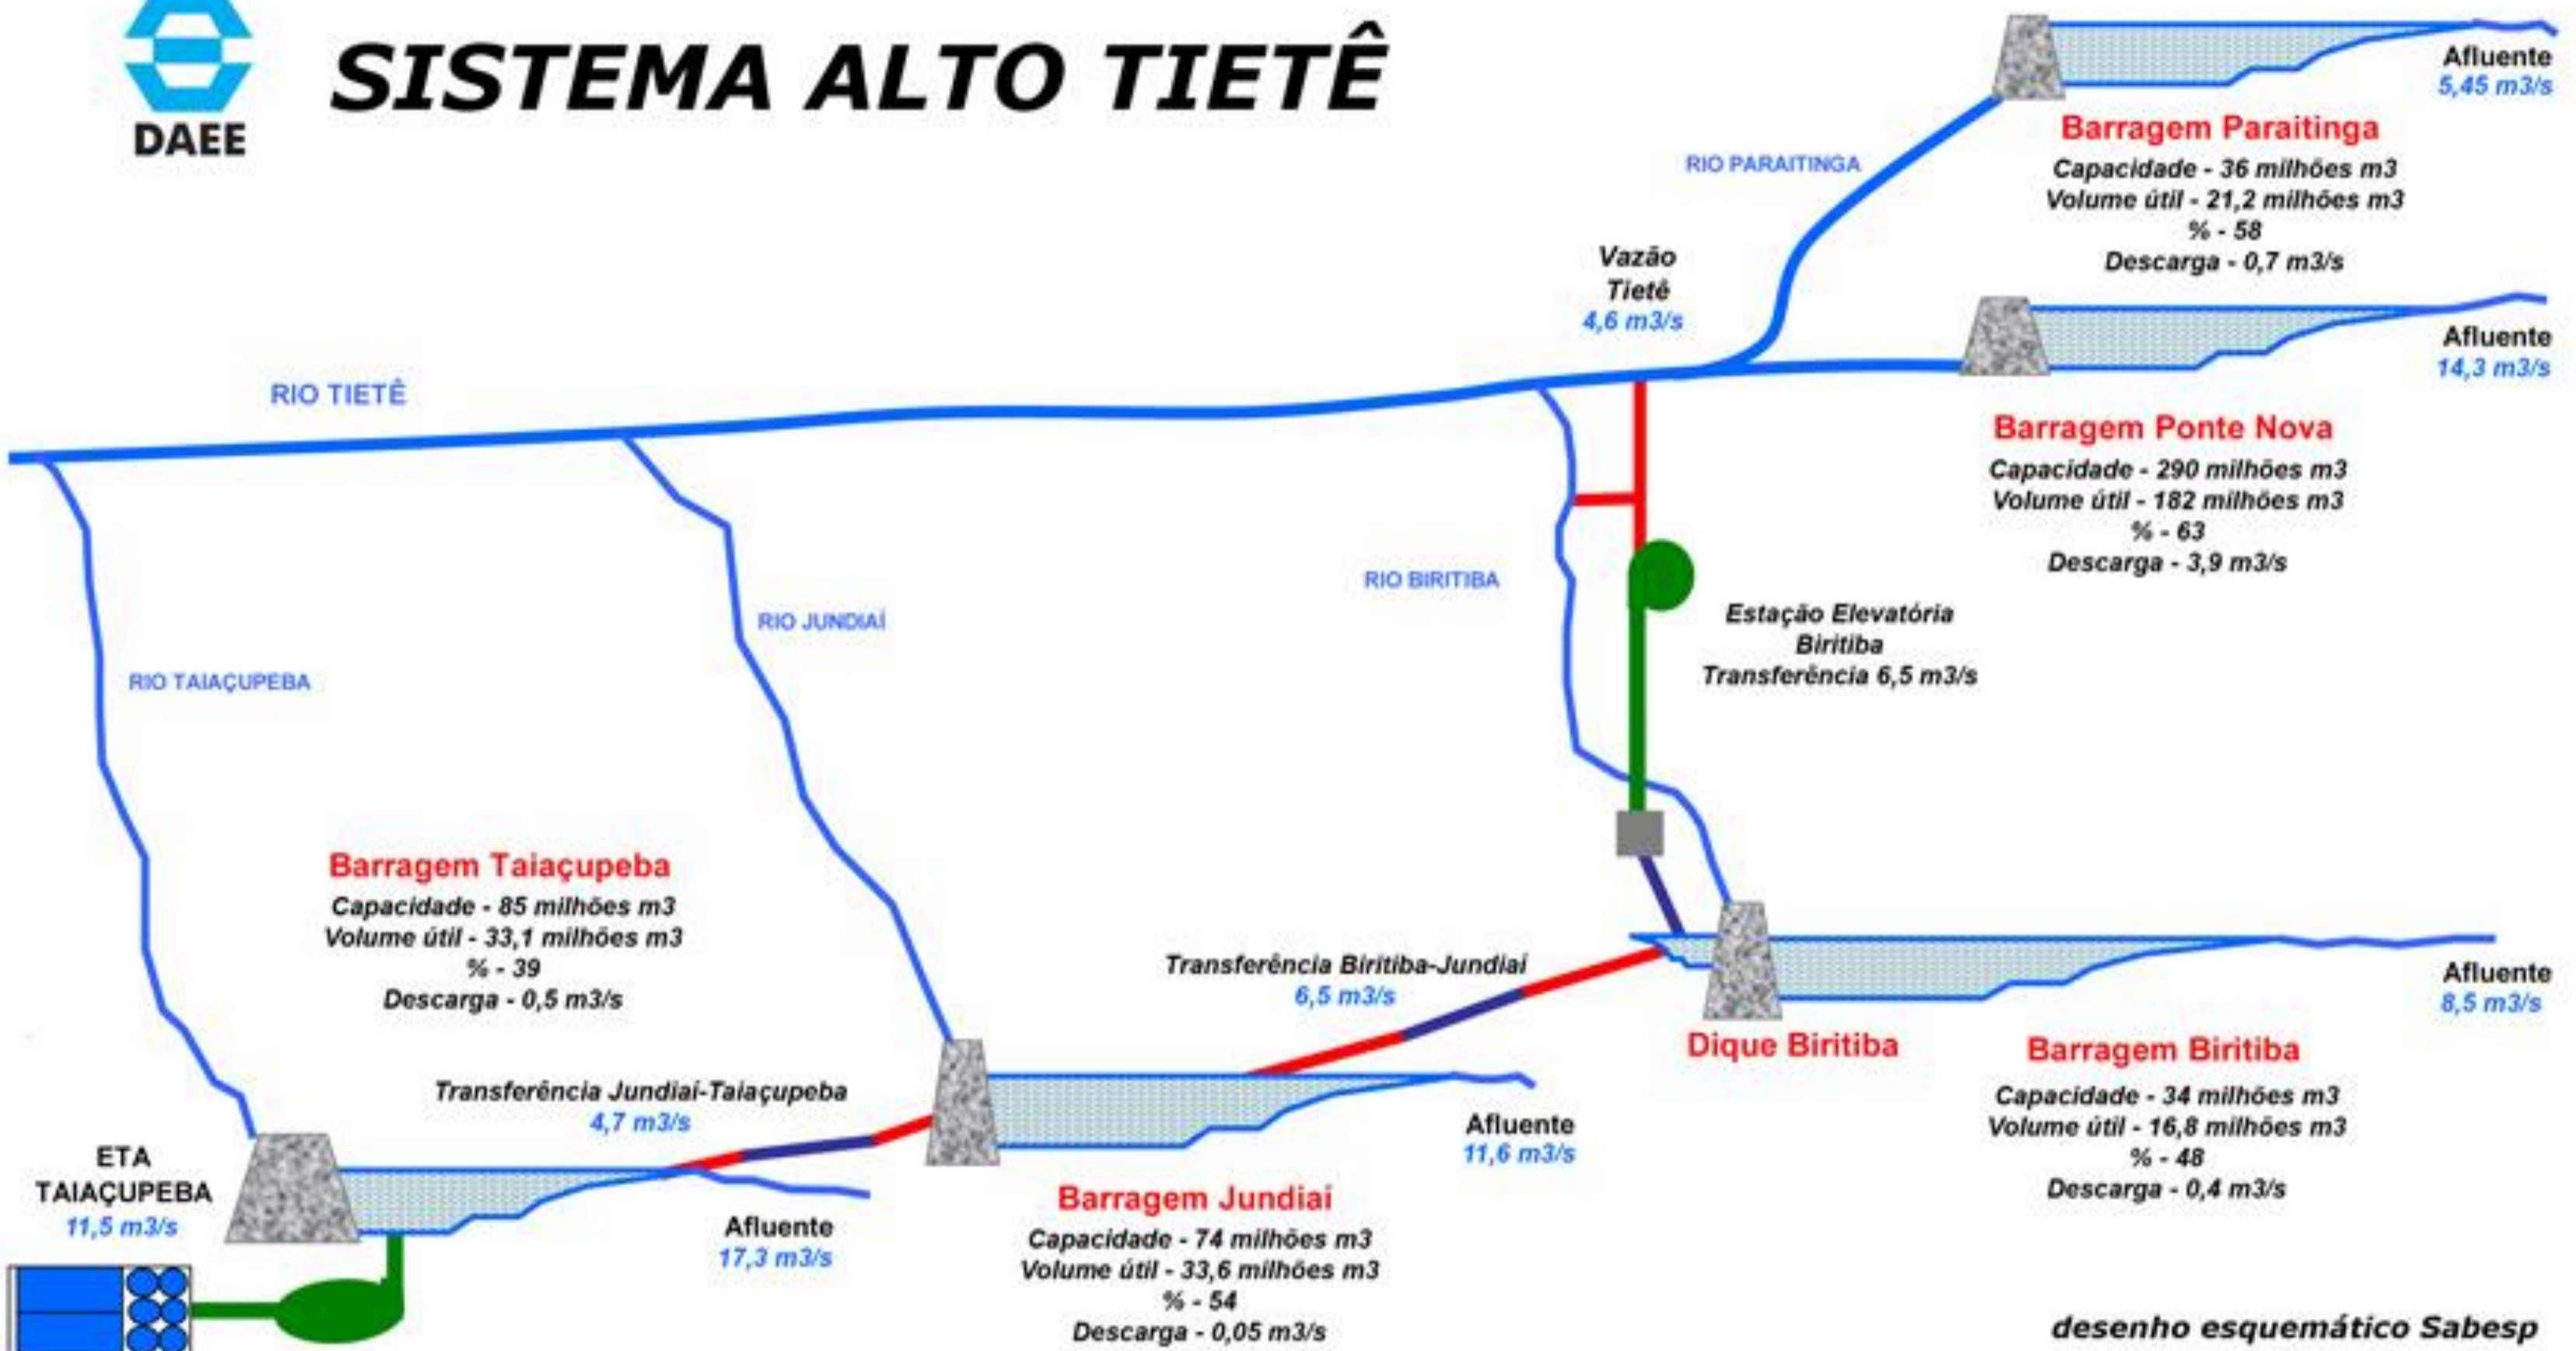 DAEE
SISTEMA ALTO TIETÊ
Afluente
5,45 m3/s
Barragem Paraitinga
Capacidade - 36 milhões m3
Volume útil - 21,2 milhões m3
% - 58
Descarga - 0,7 m3/s
RIO PARAITINGA
Vazão
Tietê
4,6 m3/s
Afluente
14,3 m3/s
RIO TIETÊ
Barragem Ponte Nova
Capacidade - 290 milhões m3
Volume útil - 182 milhões m3
% - 63
Descarga - 3,9 m3/s
RIO BIRITIBA
Estação Elevatória
Biritiba
Transferência 6,5 m3/s
RIO JUNDIAÍ
RIO TAIAÇUPEBA
Barragem Taiaçupeba
Capacidade - 85 milhões m3
Volume útil - 33,1 milhões m3
% - 39
Descarga - 0,5 m3/s
Transferência Biritiba-Jundiaí
6,5 m3/s
Afluente
8,5 m3/s
Dique Biritiba
Barragem Biritiba
Capacidade - 34 milhões m3
Volume útil - 16,8 milhões m3
% - 48
Descarga - 0,4 m3/s
Transferência Jundiaí-Taiaçupeba
4,7 m3/s
Afluente
11,6 m3/s
ETA
TAIAÇUPEBA
11,5 m3/s
Afluente
17,3 m3/s
Barragem Jundiaí
Capacidade - 74 milhões m3
Volume útil - 33,6 milhões m3
% - 54
Descarga - 0,05 m3/s
desenho esquemático Sabesp